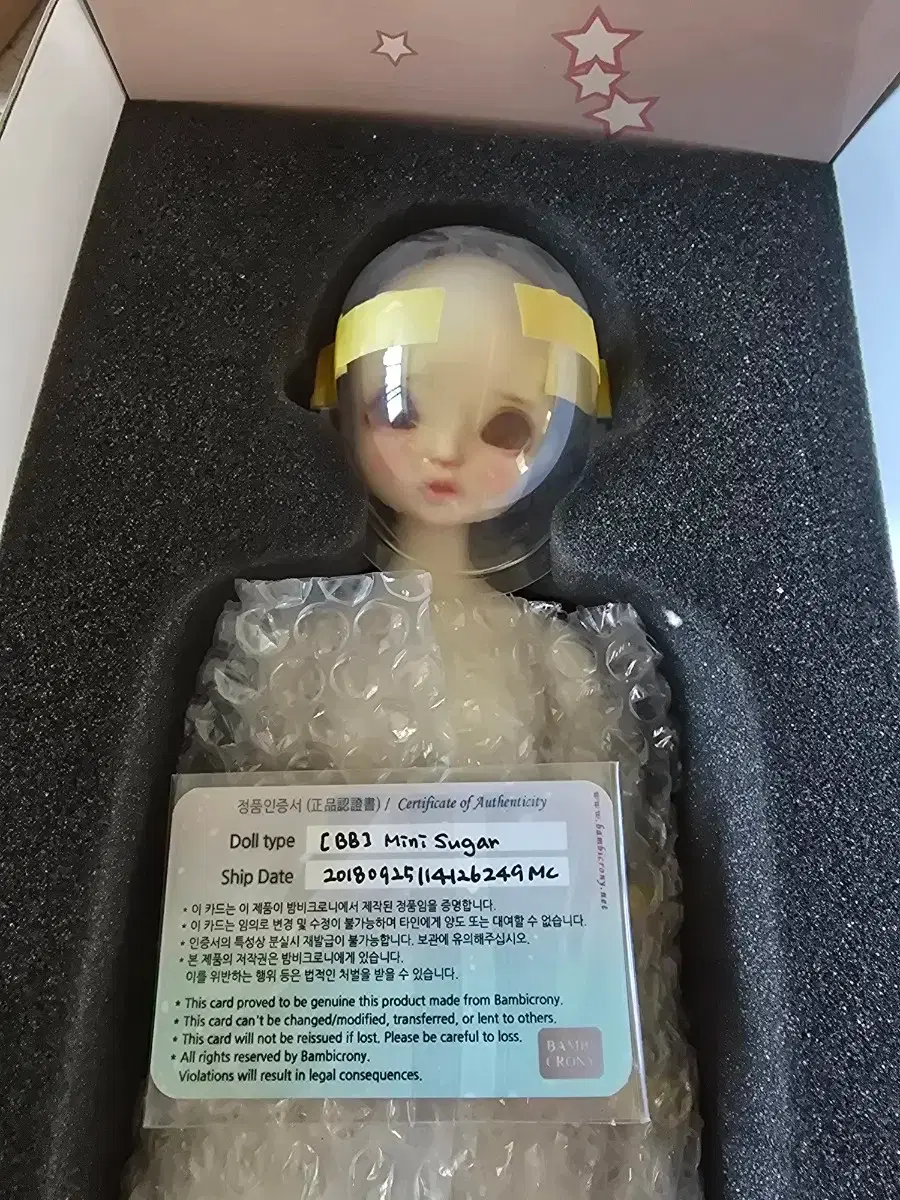 정품인증서 (正品認證書) / Certificate of Authenticity
www.bambicrony.net
Doll type [BB] Mini Sugar
Ship Date 20180925114126249MC
• 이 카드는 이 제품이 밤비크로니에서 제작된 정품임을 증명합니다.
• 이 카드는 임의로 변경 및 수정이 불가능하며 타인에게 양도 또는 대여할 수 없습니다.
• 인증서의 특성상 분실시 재발급이 불가능합니다. 보관에 유의해주십시오.
• 본 제품의 저작권은 밤비크로니에게 있습니다.
이를 위반하는 행위 등은 법적인 처벌을 받을 수 있습니다.
* This card proved to be genuine this product made from Bambicrony.
* This card can't be changed/modified, transferred, or lent to others.
* This card will not be reissued if lost. Please be careful to loss.
* All rights reserved by Bambicrony.
Violations will result in legal consequences.
BAMBI
CRONY